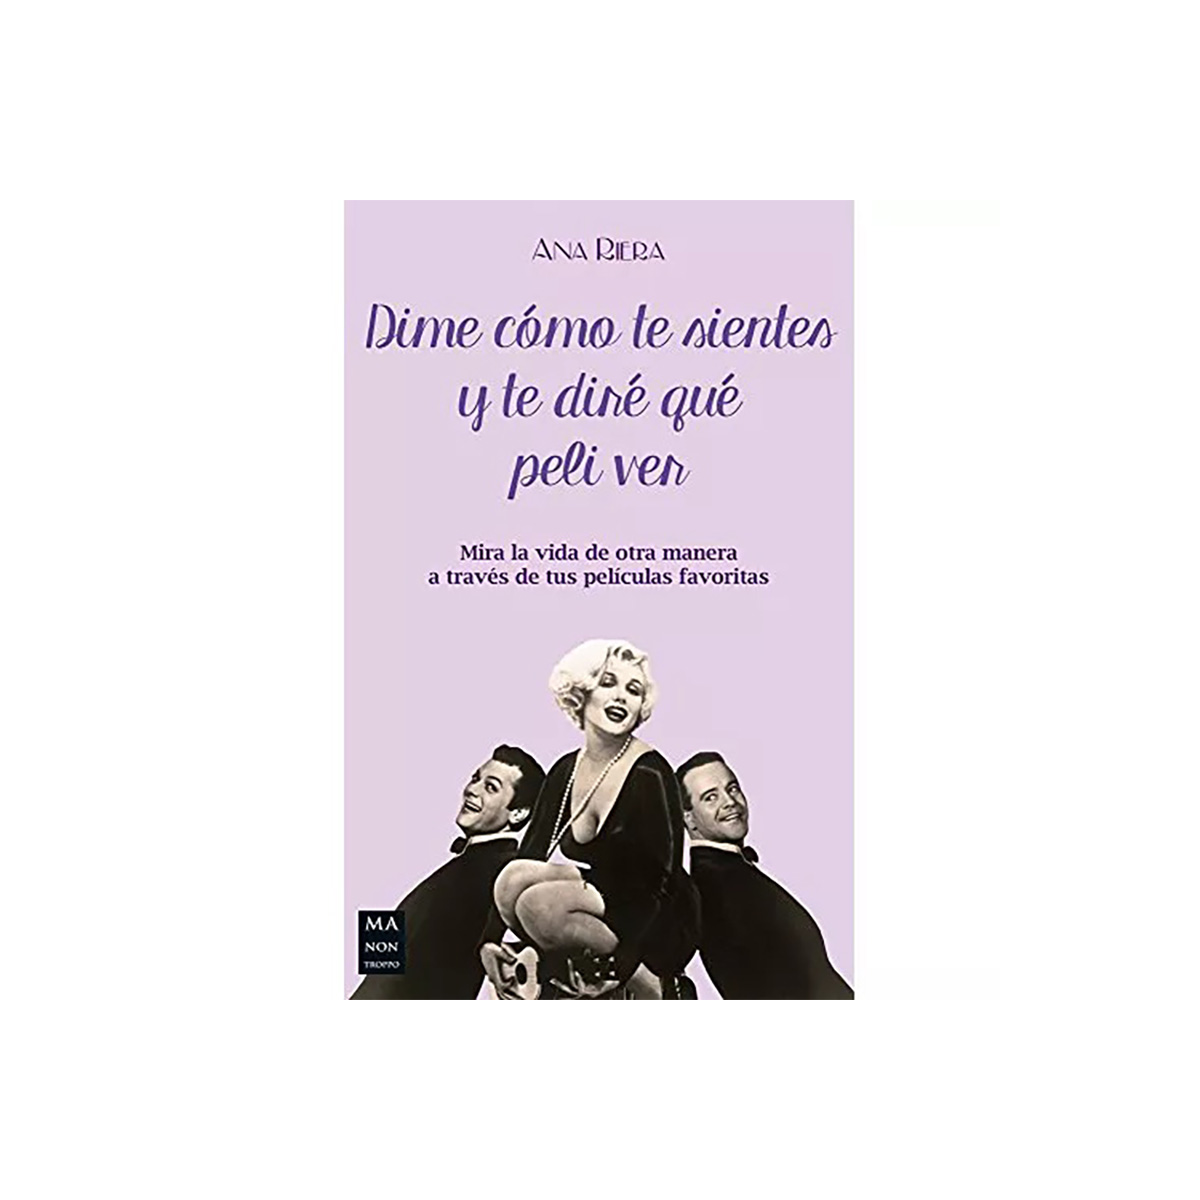 ANA RIERA
Dime cómo te sientes
y te diré qué
peli ver
Mira la vida de otra manera
a través de tus películas favoritas
MA
NON
TROPPO